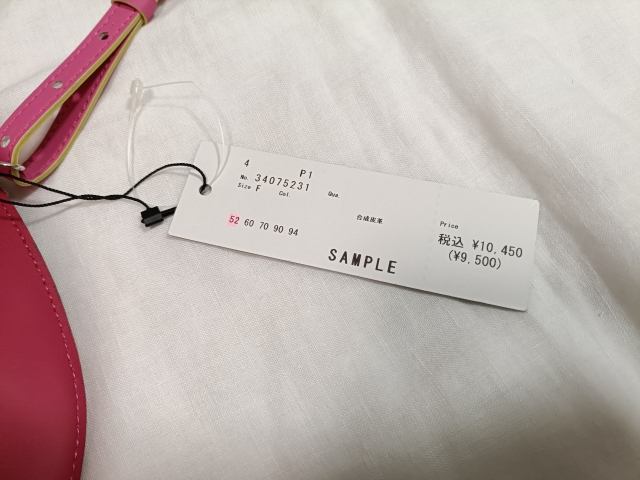 4 P1
No. 34075231
Size F Col. Qua.
合成皮革
52 60 70 90 94
Price
税込 ¥10,450
(¥9,500)
SAMPLE